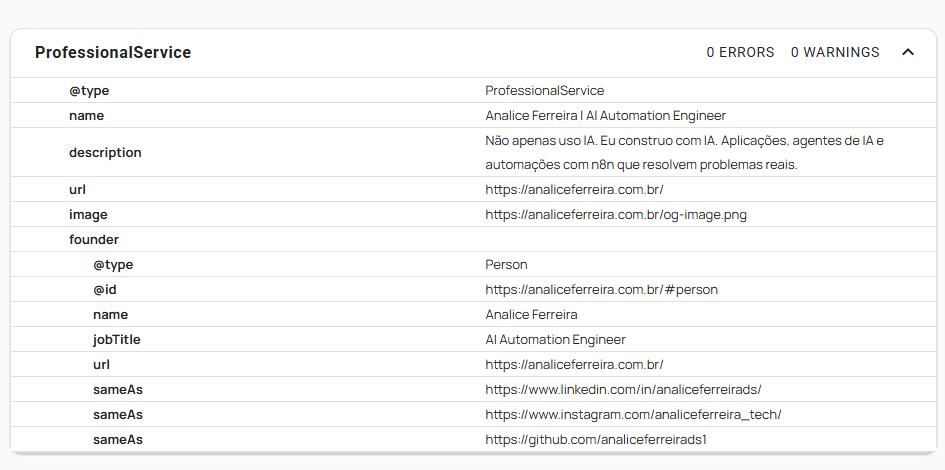 ProfessionalService 0 ERRORS 0 WARNINGS
@type ProfessionalService
name Analice Ferreira | AI Automation Engineer
description Não apenas uso IA. Eu construo com IA. Aplicações, agentes de IA e
automações com n8n que resolvem problemas reais.
url https://analiceferreira.com.br/
image https://analiceferreira.com.br/og-image.png
founder
@type Person
@id https://analiceferreira.com.br/#person
name Analice Ferreira
jobTitle AI Automation Engineer
url https://analiceferreira.com.br/
sameAs https://www.linkedin.com/in/analiceferreirads/
sameAs https://www.instagram.com/analiceferreira_tech/
sameAs https://github.com/analiceferreirads1